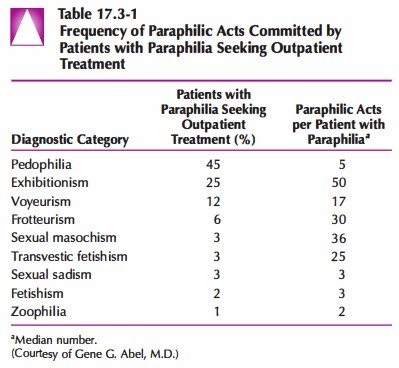 Table 17.3-1
Frequency of Paraphilic Acts Committed by
Patients with Paraphilia Seeking Outpatient
Treatment
Diagnostic Category Patients with Paraphilia Seeking Outpatient Treatment (%) Paraphilic Acts per Patient with Paraphiliaᵃ
Pedophilia 45 5
Exhibitionism 25 50
Voyeurism 12 17
Frotteurism 6 30
Sexual masochism 3 36
Transvestic fetishism 3 25
Sexual sadism 3 3
Fetishism 2 3
Zoophilia 1 2
ᵃMedian number.
(Courtesy of Gene G. Abel, M.D.)